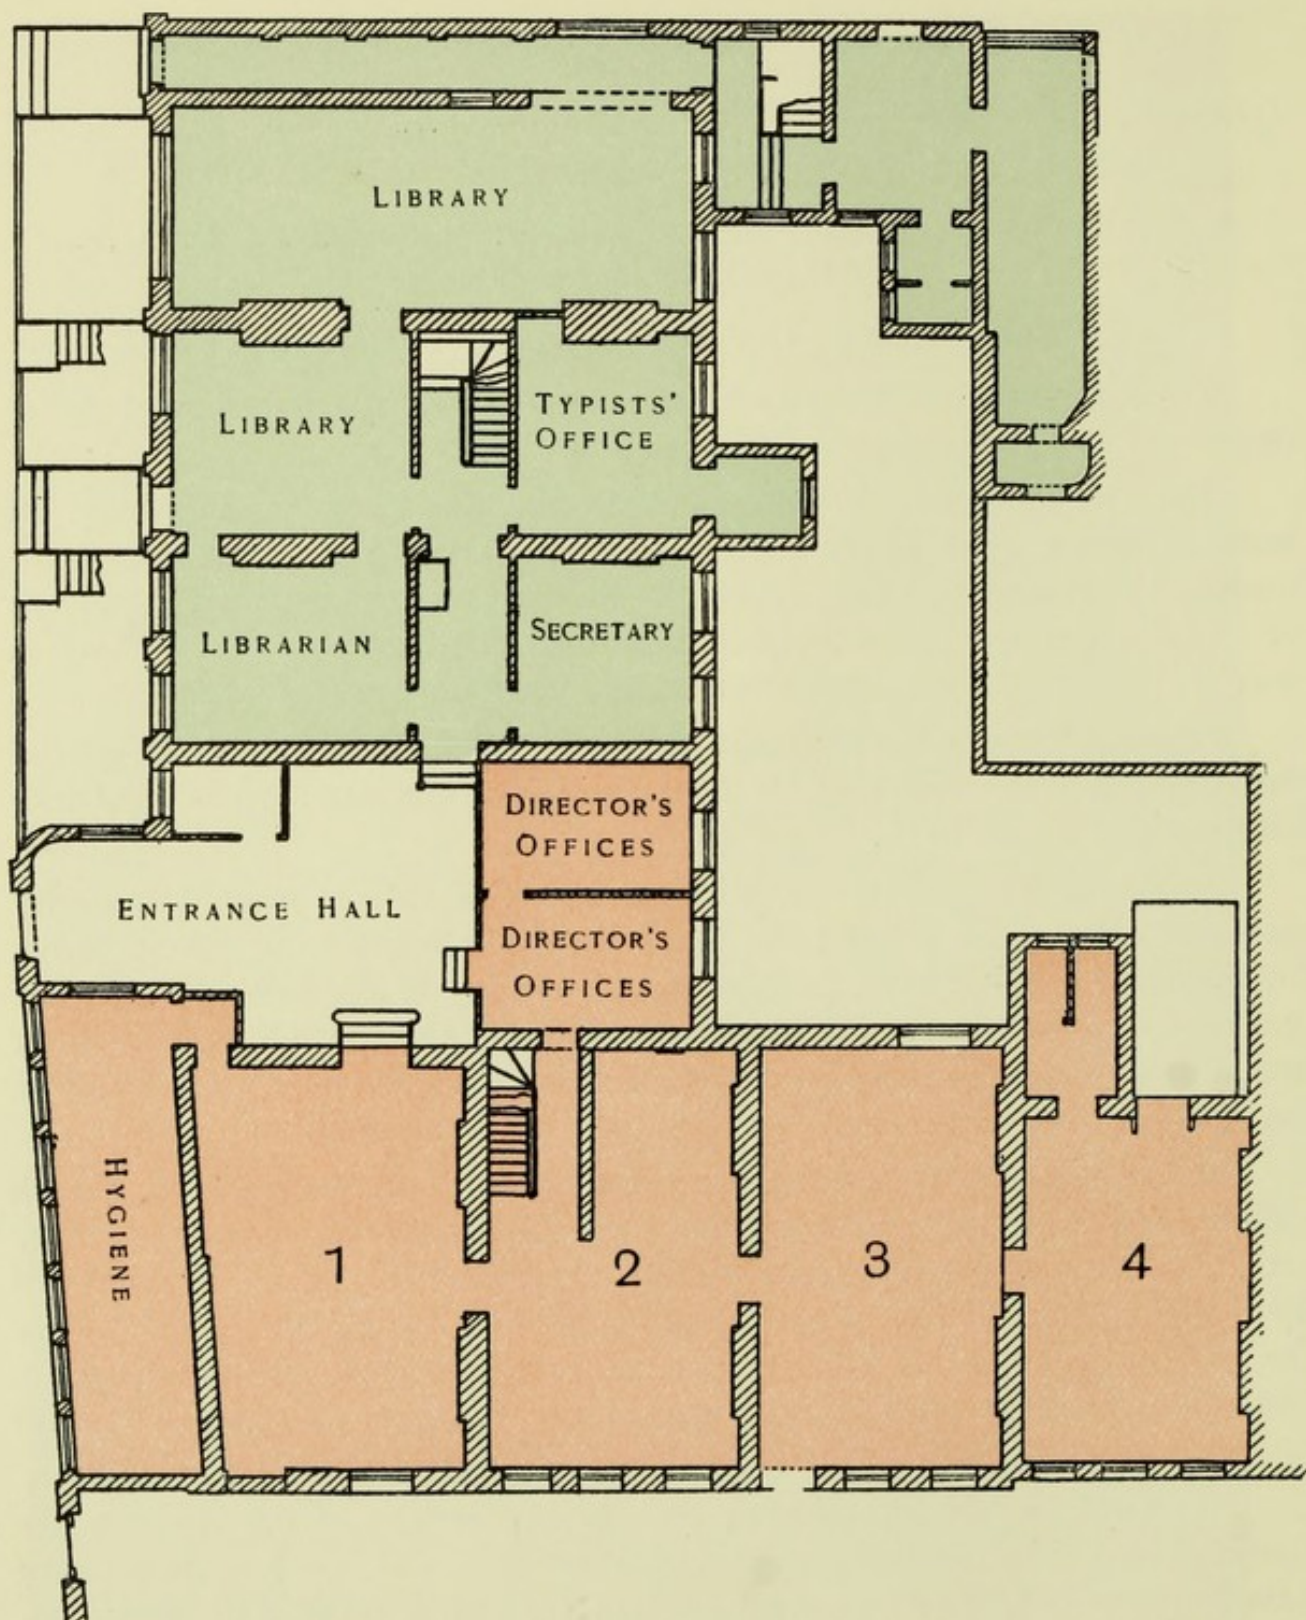 LIBRARY
LIBRARY
TYPISTS'
OFFICE
LIBRARIAN
SECRETARY
DIRECTOR'S
OFFICES
ENTRANCE HALL
DIRECTOR'S
OFFICES
HYGIENE
1
2
3
4